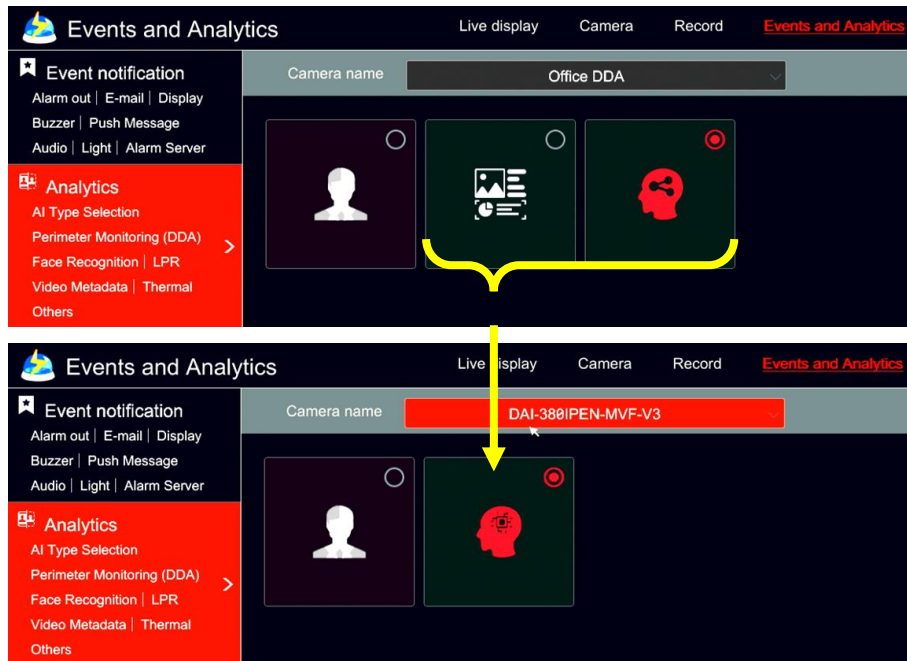 Events and Analytics
Live display Camera Record Events and Analytics
Event notification
Alarm out | E-mail | Display
Buzzer | Push Message
Audio | Light | Alarm Server
Analytics
AI Type Selection
Perimeter Monitoring (DDA)
Face Recognition | LPR
Video Metadata | Thermal
Others
Camera name Office DDA
Events and Analytics
Live display Camera Record Events and Analytics
Event notification
Alarm out | E-mail | Display
Buzzer | Push Message
Audio | Light | Alarm Server
Analytics
AI Type Selection
Perimeter Monitoring (DDA)
Face Recognition | LPR
Video Metadata | Thermal
Others
Camera name DAI-380IPEN-MVF-V3